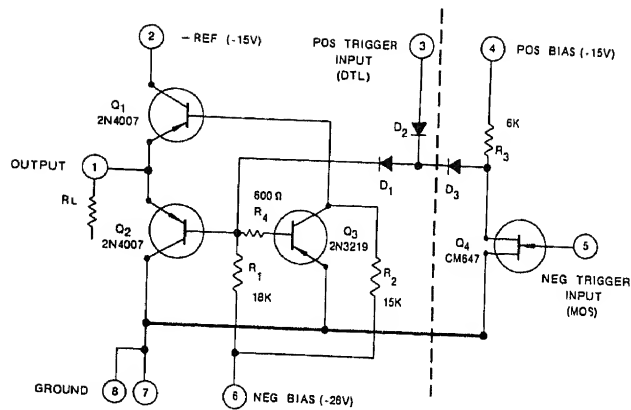 2 — REF (-15V)
POS TRIGGER
INPUT
(DTL)
3
4 POS BIAS (-15V)
Q1
2N4007
D2
6K
R3
OUTPUT 1
D1
D3
RL
600 Ω
R4
Q2
2N4007
Q3
2N3219
Q4
CM647
5
NEG TRIGGER
INPUT
(MOS)
R1
18K
R2
15K
GROUND 8 7
6 NEG BIAS (-28V)